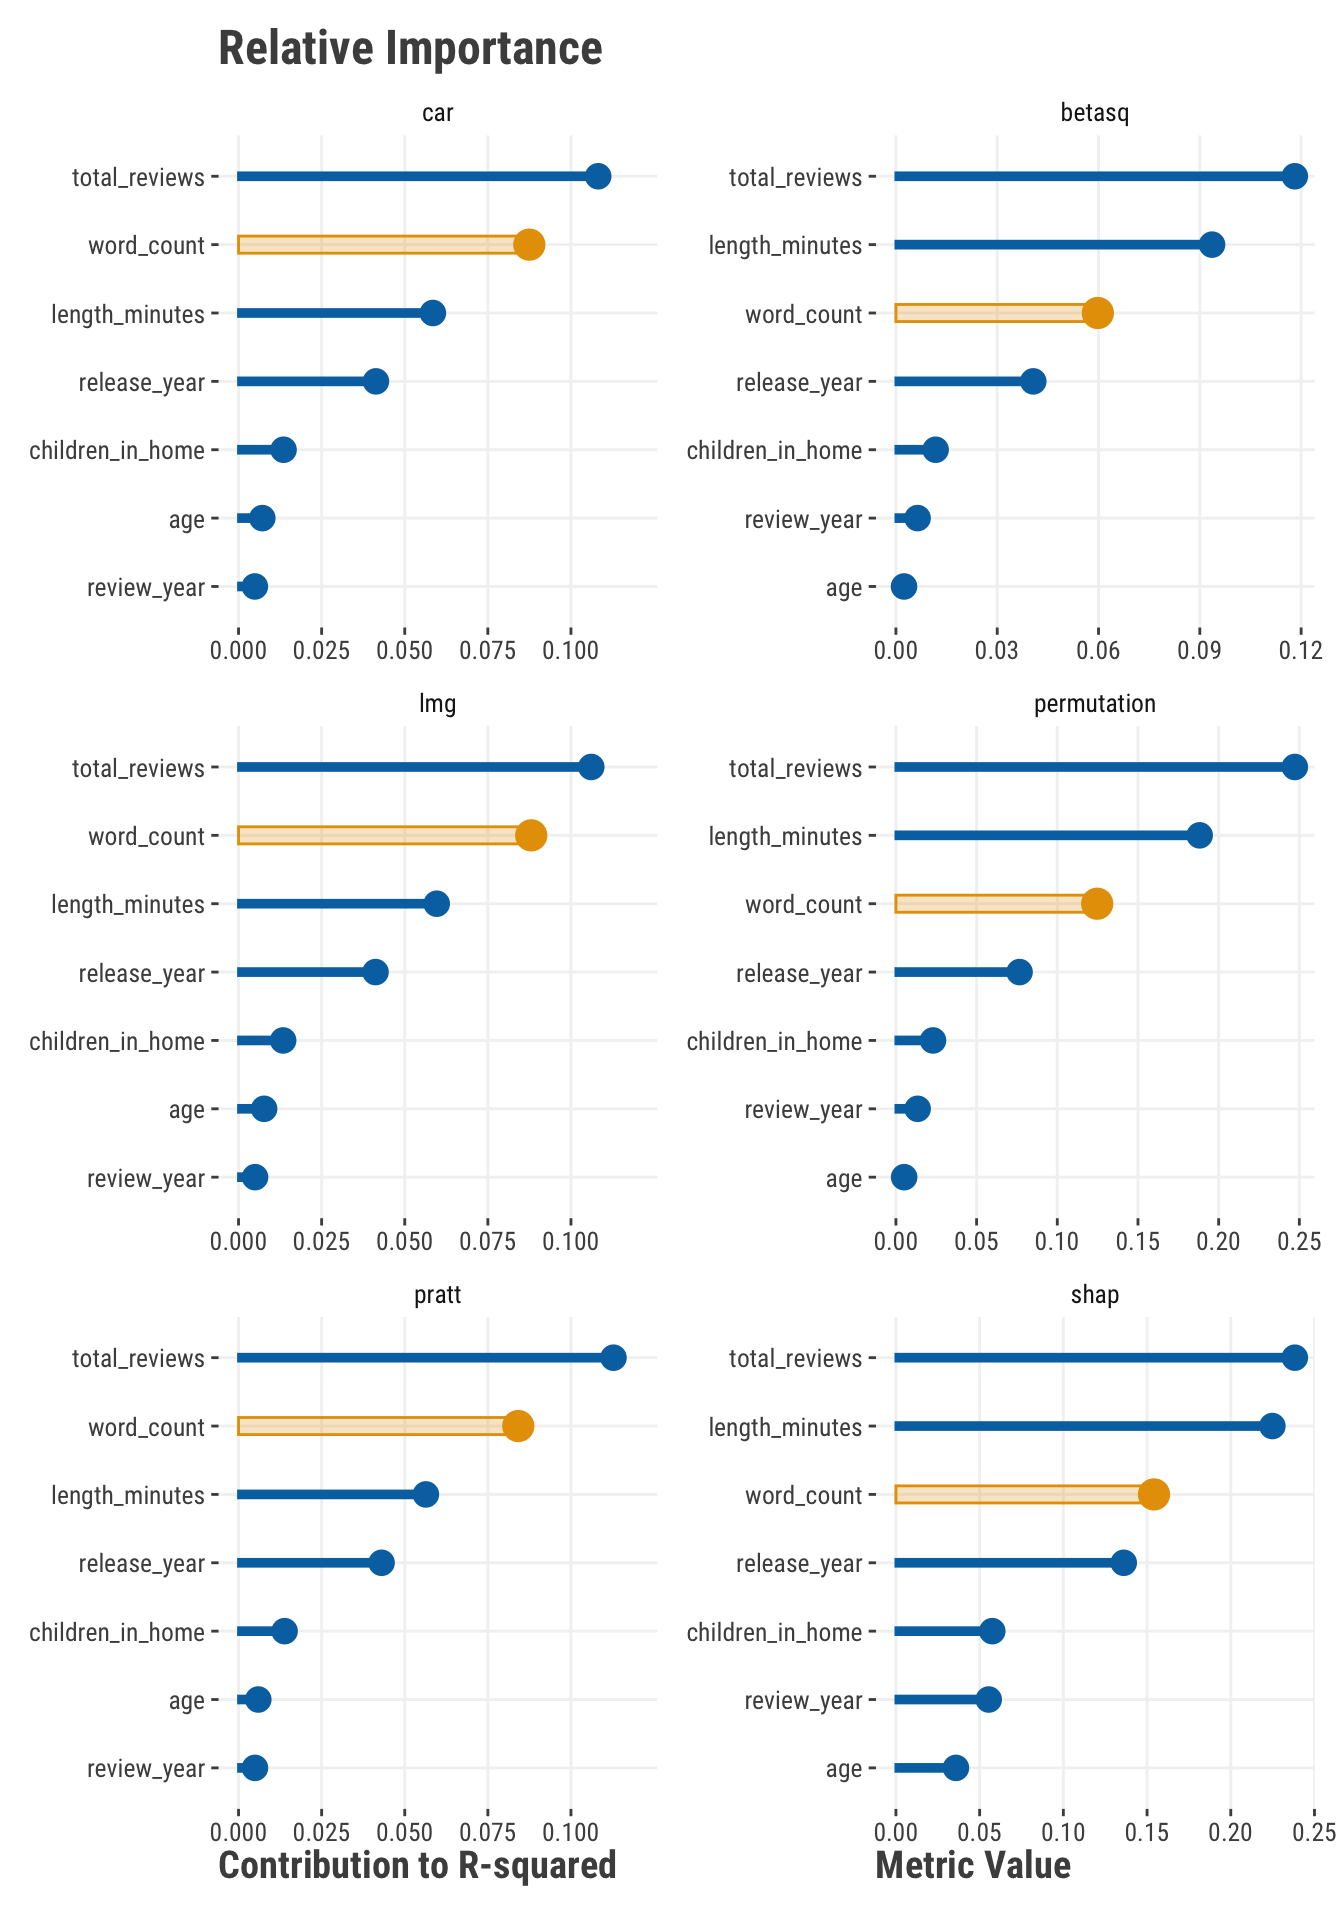 Relative Importance
car
total_reviews
word_count
length_minutes
release_year
children_in_home
age
review_year
0.000 0.025 0.050 0.075 0.100
betasq
total_reviews
length_minutes
word_count
release_year
children_in_home
review_year
age
0.00 0.03 0.06 0.09 0.12
lmg
total_reviews
word_count
length_minutes
release_year
children_in_home
age
review_year
0.000 0.025 0.050 0.075 0.100
permutation
total_reviews
length_minutes
word_count
release_year
children_in_home
review_year
age
0.00 0.05 0.10 0.15 0.20 0.25
pratt
total_reviews
word_count
length_minutes
release_year
children_in_home
age
review_year
0.000 0.025 0.050 0.075 0.100
Contribution to R-squared
shap
total_reviews
length_minutes
word_count
release_year
children_in_home
review_year
age
0.00 0.05 0.10 0.15 0.20 0.25
Metric Value